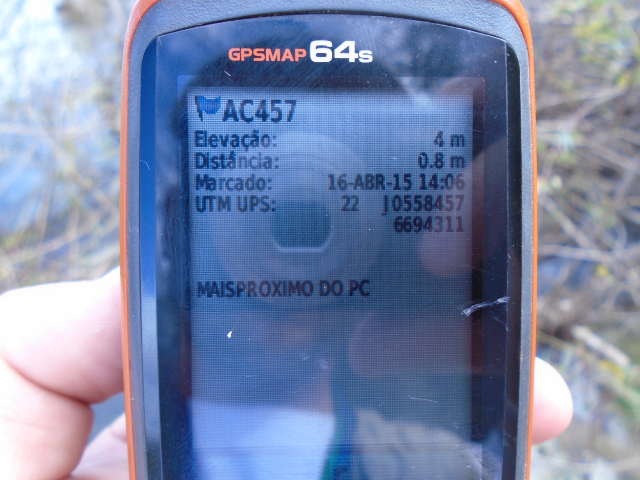 GPSMAP 64s
AC457
Elevação: 4 m
Distância: 0.8 m
Marcado: 16-ABR-15 14:06
UTM UPS: 22 J0558457
6694311
MAISPROXIMO DO PC